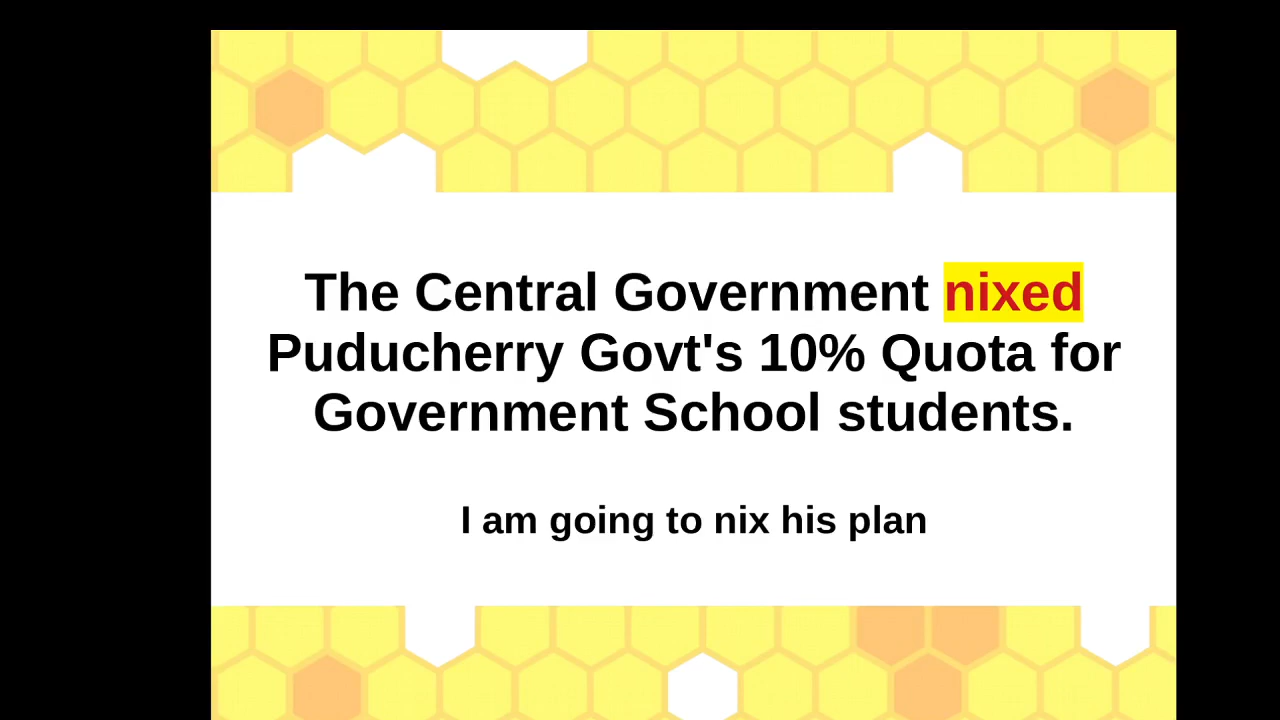 The Central Government nixed
Puducherry Govt's 10% Quota for
Government School students.
I am going to nix his plan